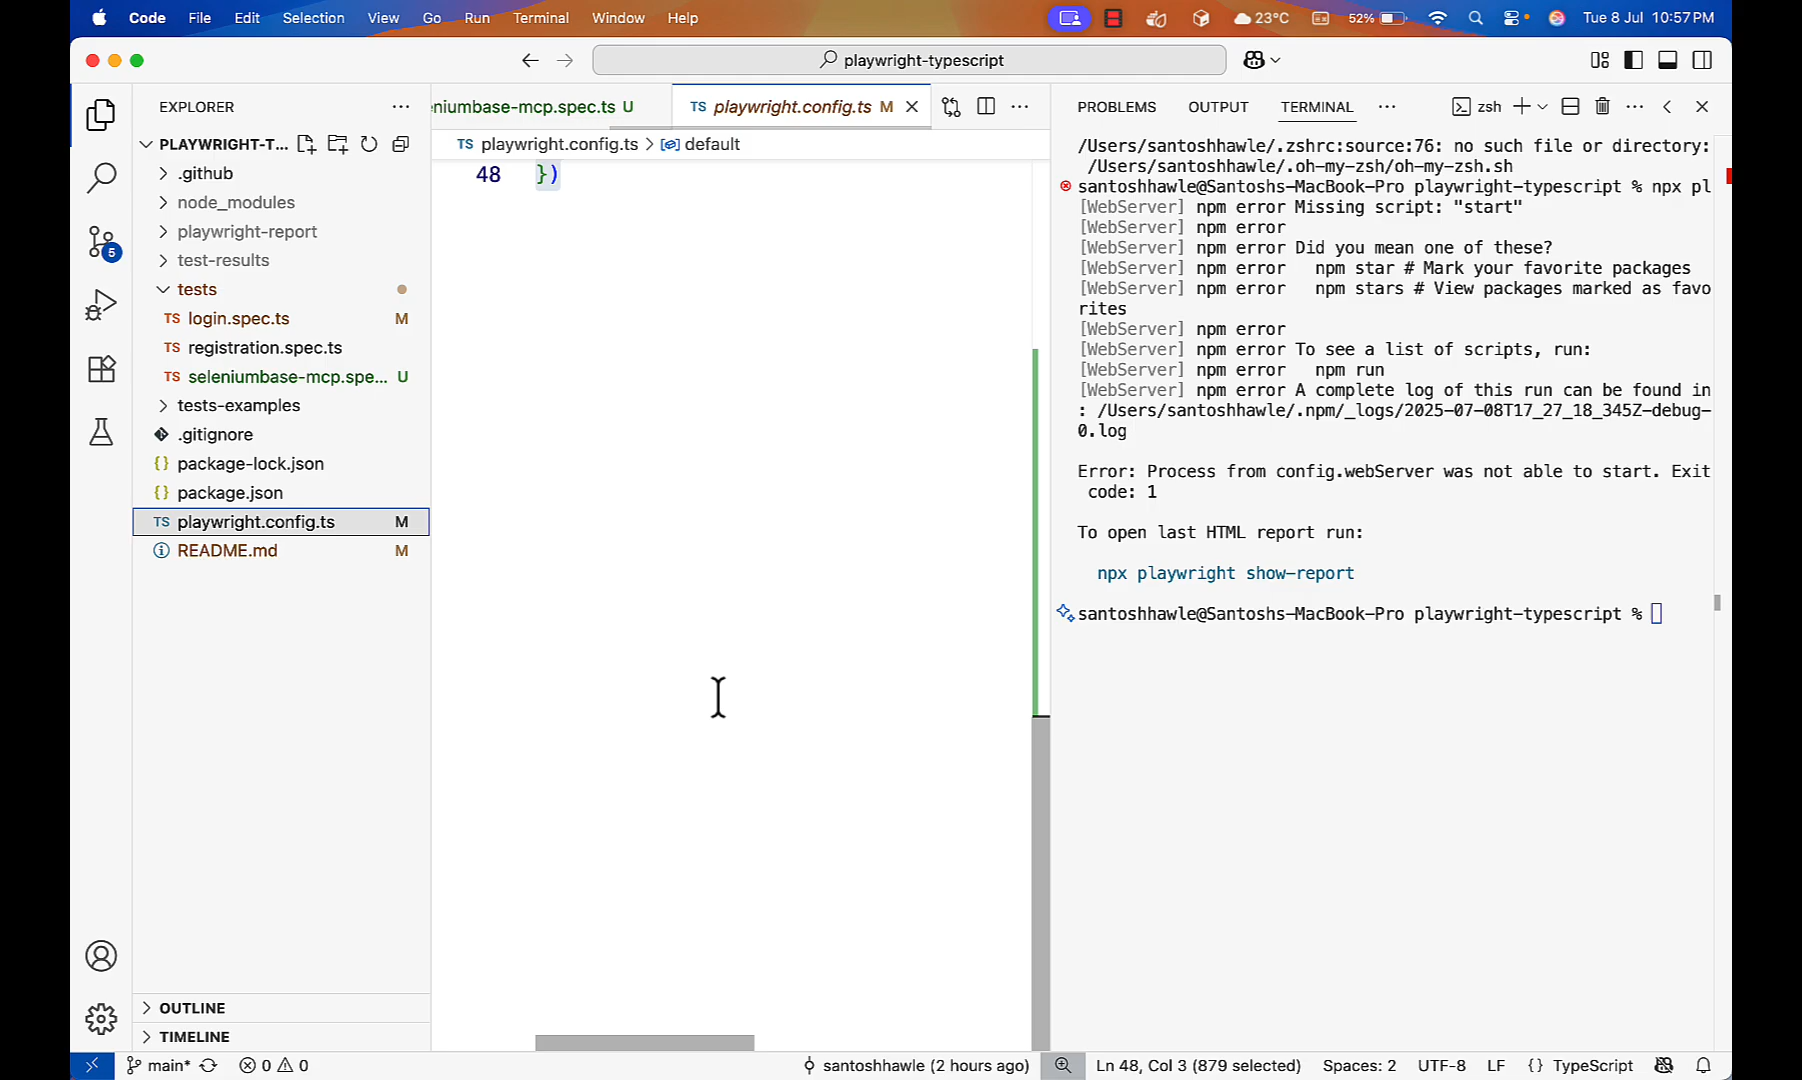 Code File Edit Selection View Go Run Terminal Window Help 23°C 52% Tue 8 Jul 10:57 PM
playwright-typescript
EXPLORER
PLAYWRIGHT-T...
.github
node_modules
playwright-report
test-results
tests
TS login.spec.ts M
TS registration.spec.ts
TS seleniumbase-mcp.spe... U
tests-examples
.gitignore
{} package-lock.json
{} package.json
TS playwright.config.ts M
README.md M
OUTLINE
TIMELINE
5
eniumbase-mcp.spec.ts U TS playwright.config.ts M
TS playwright.config.ts > default
48 })
PROBLEMS OUTPUT TERMINAL zsh
/Users/santoshhawle/.zshrc:source:76: no such file or directory:
/Users/santoshhawle/.oh-my-zsh/oh-my-zsh.sh
santoshhawle@Santoshs-MacBook-Pro playwright-typescript % npx pl
[WebServer] npm error Missing script: "start"
[WebServer] npm error
[WebServer] npm error Did you mean one of these?
[WebServer] npm error   npm star # Mark your favorite packages
[WebServer] npm error   npm stars # View packages marked as favo
rites
[WebServer] npm error
[WebServer] npm error To see a list of scripts, run:
[WebServer] npm error   npm run
[WebServer] npm error A complete log of this run can be found in
: /Users/santoshhawle/.npm/_logs/2025-07-08T17_27_18_345Z-debug-
0.log
Error: Process from config.webServer was not able to start. Exit
code: 1
To open last HTML report run:
npx playwright show-report
santoshhawle@Santoshs-MacBook-Pro playwright-typescript %
main* 0 0 santoshhawle (2 hours ago) Ln 48, Col 3 (879 selected) Spaces: 2 UTF-8 LF {} TypeScript